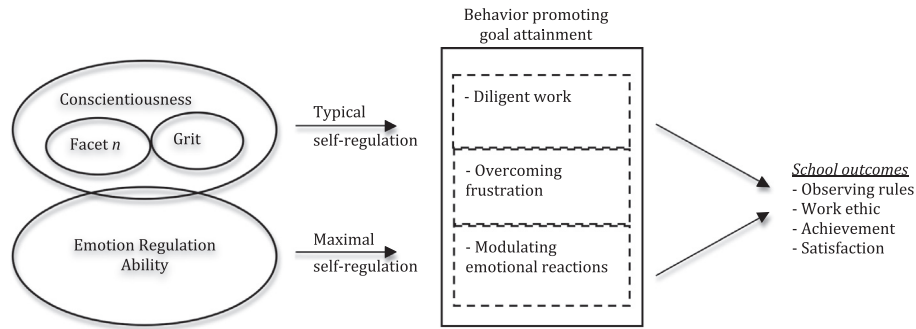 Behavior promoting
goal attainment
Conscientiousness
Facet n
Grit
Typical
self-regulation
- Diligent work
- Overcoming
frustration
Emotion Regulation
Ability
Maximal
self-regulation
- Modulating
emotional reactions
School outcomes
- Observing rules
- Work ethic
- Achievement
- Satisfaction